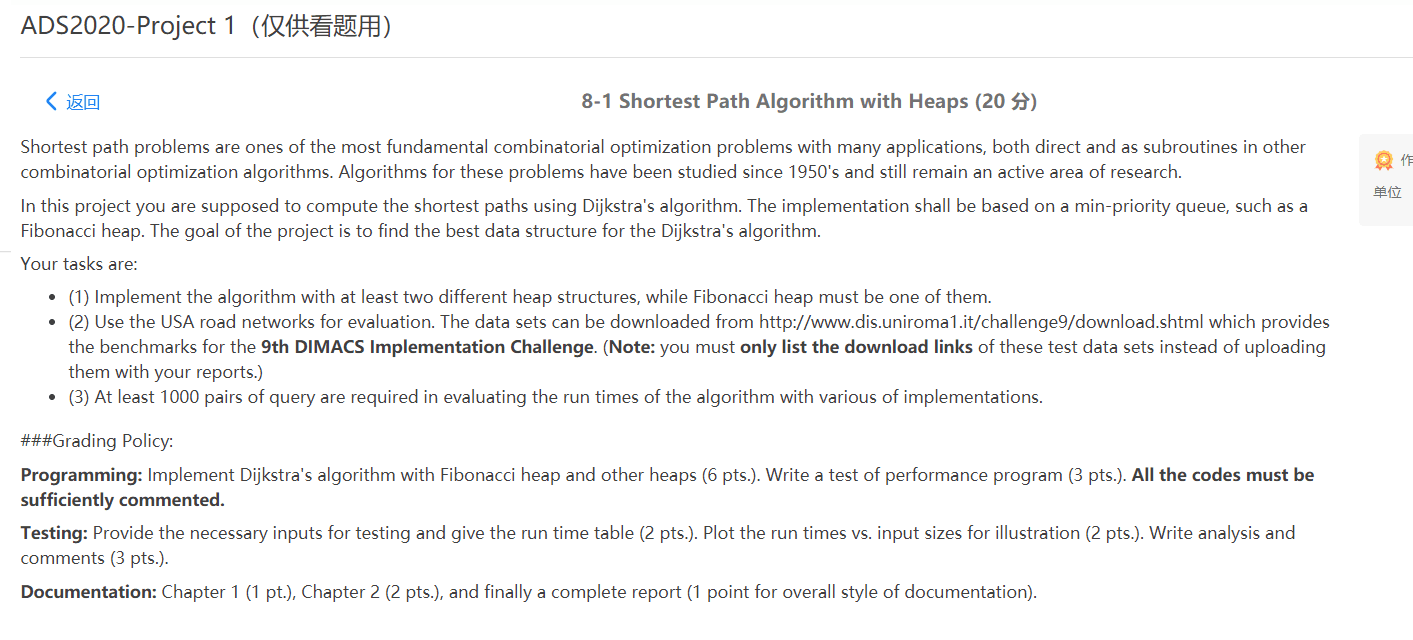 ADS2020-Project 1（仅供看题用）
返回
8-1 Shortest Path Algorithm with Heaps (20 分)
Shortest path problems are ones of the most fundamental combinatorial optimization problems with many applications, both direct and as subroutines in other
combinatorial optimization algorithms. Algorithms for these problems have been studied since 1950's and still remain an active area of research.
作
单位
In this project you are supposed to compute the shortest paths using Dijkstra's algorithm. The implementation shall be based on a min-priority queue, such as a
Fibonacci heap. The goal of the project is to find the best data structure for the Dijkstra's algorithm.
Your tasks are:
• (1) Implement the algorithm with at least two different heap structures, while Fibonacci heap must be one of them.
• (2) Use the USA road networks for evaluation. The data sets can be downloaded from http://www.dis.uniroma1.it/challenge9/download.shtml which provides
the benchmarks for the 9th DIMACS Implementation Challenge. (Note: you must only list the download links of these test data sets instead of uploading
them with your reports.)
• (3) At least 1000 pairs of query are required in evaluating the run times of the algorithm with various of implementations.
###Grading Policy:
Programming: Implement Dijkstra's algorithm with Fibonacci heap and other heaps (6 pts.). Write a test of performance program (3 pts.). All the codes must be
sufficiently commented.
Testing: Provide the necessary inputs for testing and give the run time table (2 pts.). Plot the run times vs. input sizes for illustration (2 pts.). Write analysis and
comments (3 pts.).
Documentation: Chapter 1 (1 pt.), Chapter 2 (2 pts.), and finally a complete report (1 point for overall style of documentation).